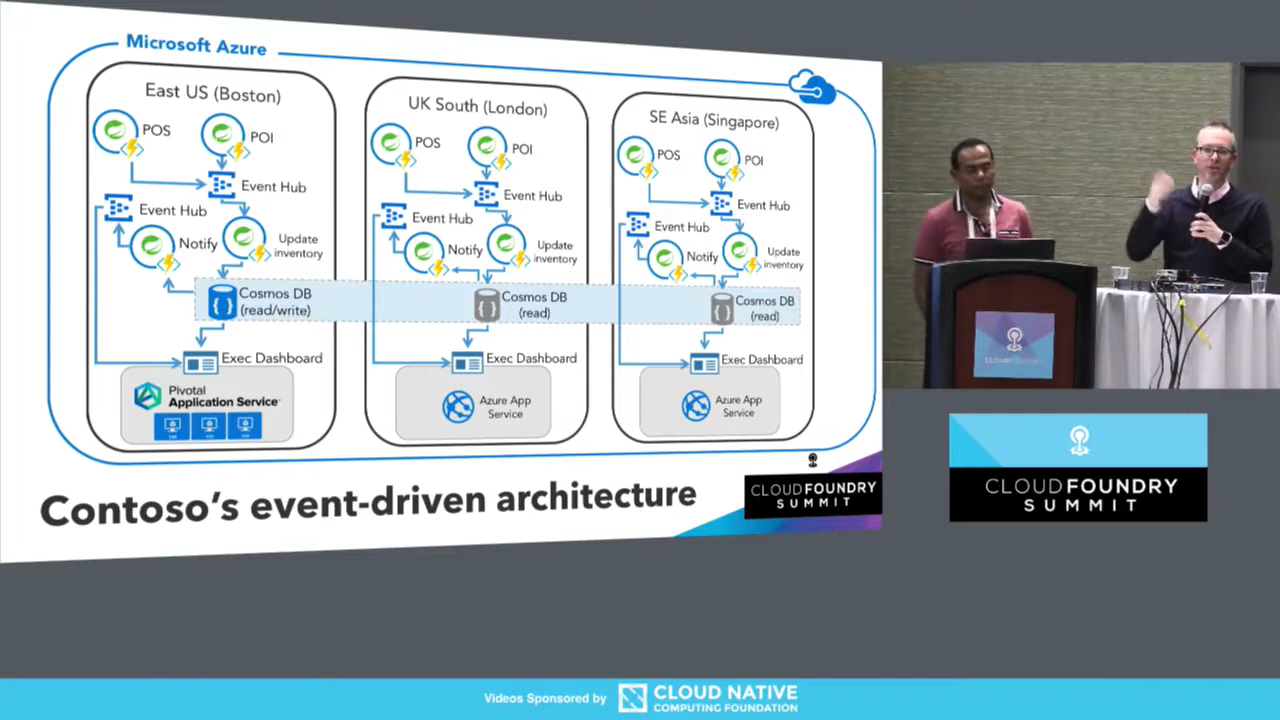 Microsoft Azure
East US (Boston)
POS
POI
Event Hub
Event Hub
Notify
Update
inventory
Cosmos DB
(read/write)
Exec Dashboard
Pivotal
Application Service
UK South (London)
POS
POI
Event Hub
Event Hub
Notify
Update
inventory
Cosmos DB
(read)
Exec Dashboard
Azure App
Service
SE Asia (Singapore)
POS
POI
Event Hub
Event Hub
Notify
Update
inventory
Cosmos DB
(read)
Exec Dashboard
Azure App
Service
Contoso's event-driven architecture
CLOUDFOUNDRY
SUMMIT
CLOUDFOUNDRY
SUMMIT
Videos Sponsored by
CLOUD NATIVE
COMPUTING FOUNDATION